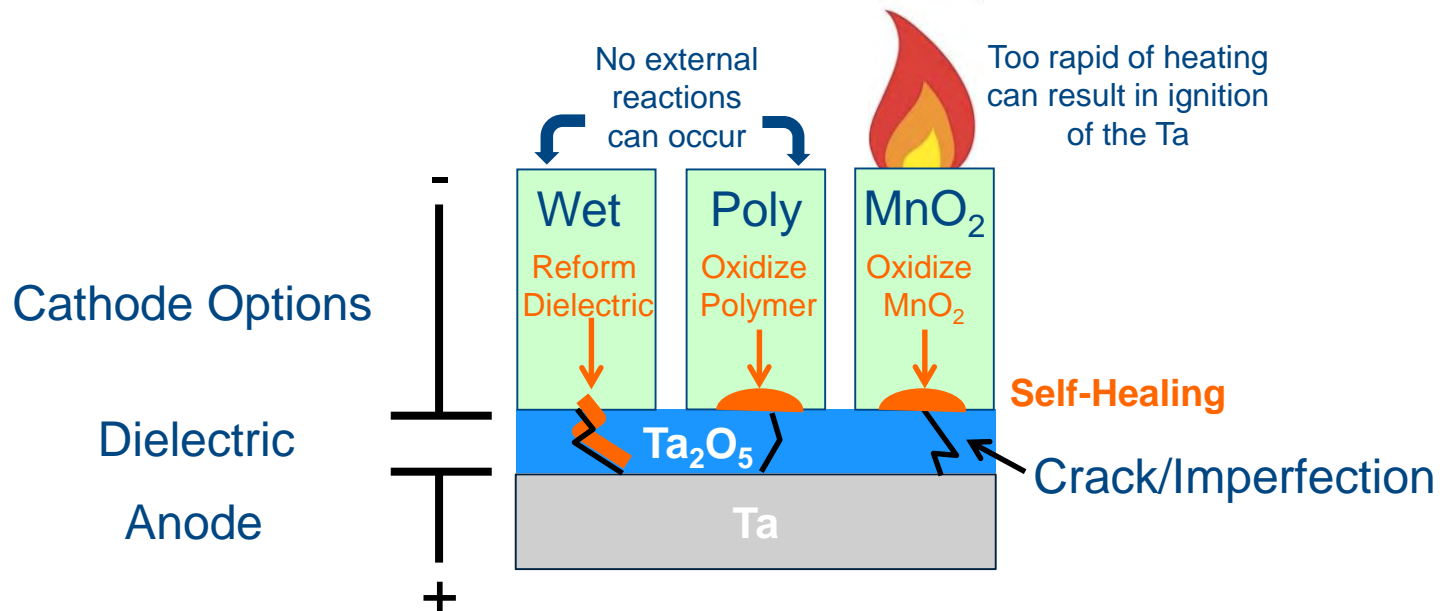 No external
reactions
can occur
Too rapid of heating
can result in ignition
of the Ta
-
Wet
Poly
MnO₂
Reform
Dielectric
Oxidize
Polymer
Oxidize
MnO₂
Cathode Options
Self-Healing
Dielectric
Ta₂O₅
Crack/Imperfection
Anode
Ta
+